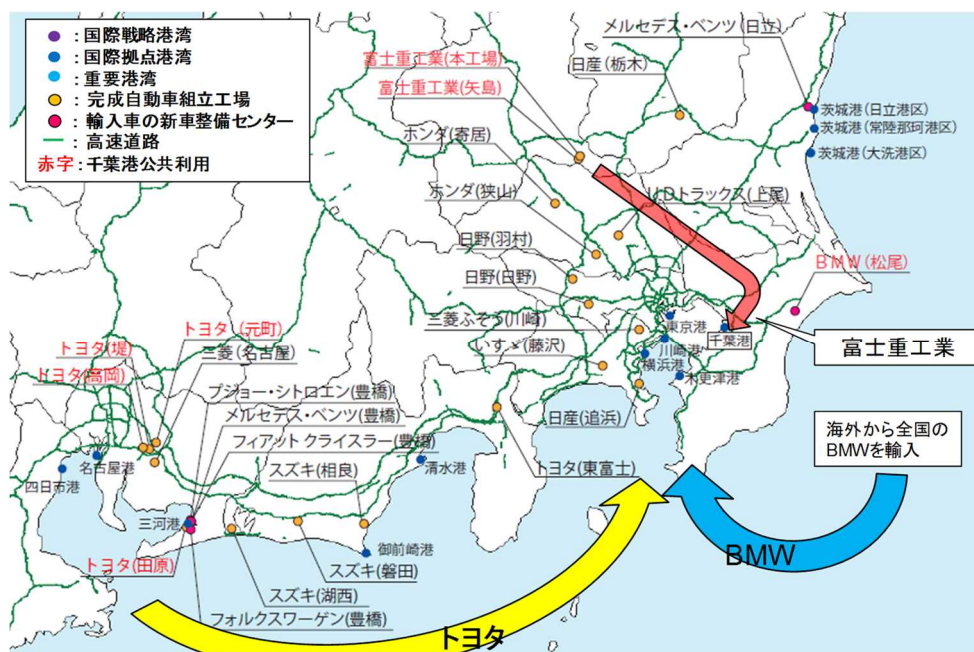 ● : 国際戦略港湾
● : 国際拠点港湾
● : 重要港湾
● : 完成自動車組立工場
● : 輸入車の新車整備センター
― : 高速道路
赤字 : 千葉港公共利用
メルセデス・ベンツ(日立)
富士重工業(本工場)
日産(栃木)
富士重工業(矢島)
茨城港(日立港区)
茨城港(常陸那珂港区)
ホンダ(寄居)
茨城港(大洗港区)
ホンダ(狭山)
UDトラックス(上尾)
日野(羽村)
BMW(松尾)
日野(日野)
三菱ふそう(川崎)
東京港
千葉港
トヨタ(元町)
いすゞ(藤沢)
川崎港
富士重工業
トヨタ(堤)
三菱(名古屋)
横浜港
トヨタ(高岡)
木更津港
プジョー・シトロエン(豊橋)
メルセデス・ベンツ(豊橋)
日産(追浜)
海外から全国の
BMWを輸入
フィアット クライスラー(豊橋)
名古屋港
スズキ(相良)
清水港
トヨタ(東富士)
四日市港
三河港
御前崎港
BMW
トヨタ(田原)
スズキ(磐田)
スズキ(湖西)
フォルクスワーゲン(豊橋)
トヨタ